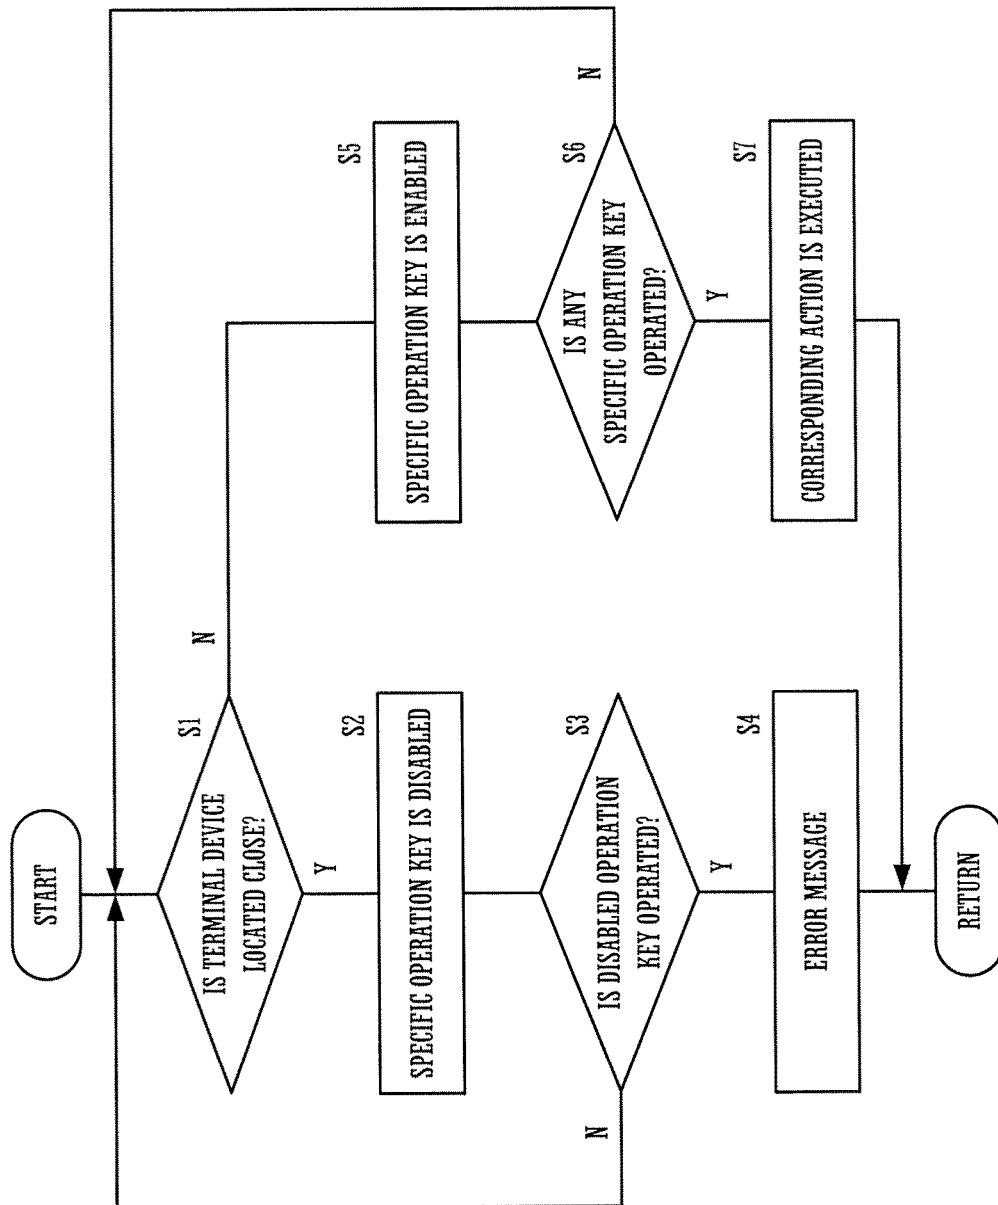 START
S1
IS TERMINAL DEVICE
LOCATED CLOSE?
N
Y
S2
SPECIFIC OPERATION KEY IS DISABLED
S3
IS DISABLED OPERATION
KEY OPERATED?
N
Y
S4
ERROR MESSAGE
S5
SPECIFIC OPERATION KEY IS ENABLED
S6
IS ANY
SPECIFIC OPERATION KEY
OPERATED?
N
Y
S7
CORRESPONDING ACTION IS EXECUTED
RETURN